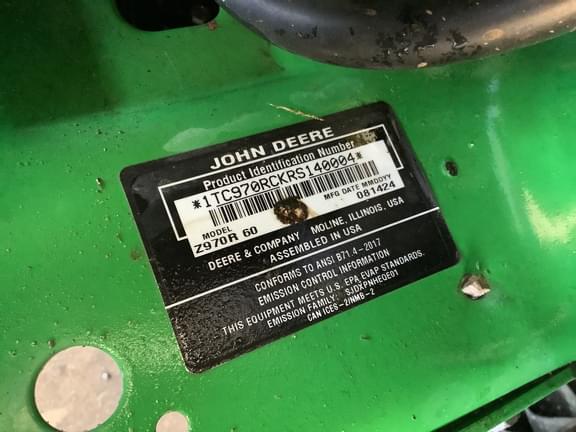 JOHN DEERE
Product Identification Number
*1TC970RCKRS140004*
MODEL MFG DATE MMDDYY
Z970R 60 081424
DEERE & COMPANY MOLINE, ILLINOIS, USA
ASSEMBLED IN USA
CONFORMS TO ANSI B71.4-2017
EMISSION CONTROL INFORMATION
THIS EQUIPMENT MEETS U.S. EPA EVAP STANDARDS.
EMISSION FAMILY: SJDXPNHEQE01
CAN ICES-2/NMB-2